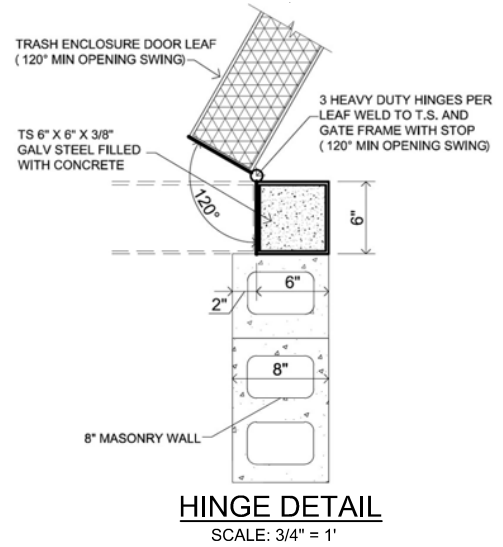 TRASH ENCLOSURE DOOR LEAF
( 120° MIN OPENING SWING)
3 HEAVY DUTY HINGES PER
LEAF WELD TO T.S. AND
GATE FRAME WITH STOP
( 120° MIN OPENING SWING)
TS 6" X 6" X 3/8"
GALV STEEL FILLED
WITH CONCRETE
120°
6"
6"
2"
8"
8" MASONRY WALL
HINGE DETAIL
SCALE: 3/4" = 1'